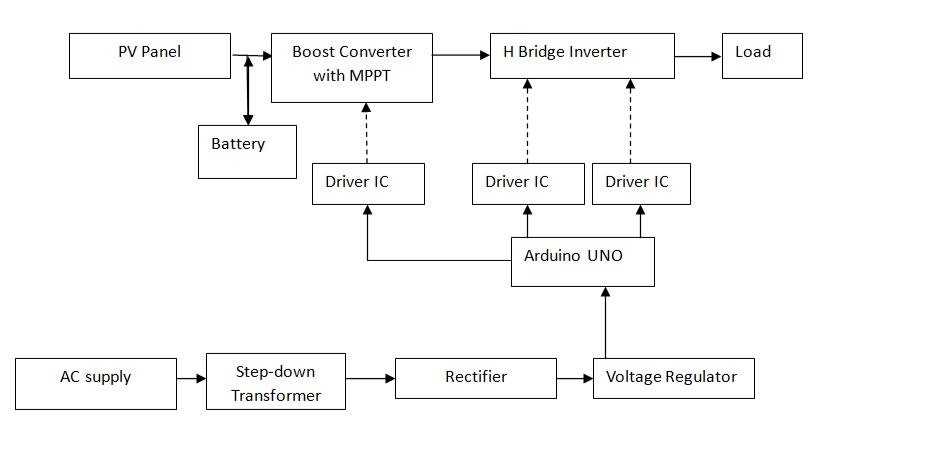 PV Panel
Boost Converter
with MPPT
H Bridge Inverter
Load
Battery
Driver IC
Driver IC
Driver IC
Arduino UNO
AC supply
Step-down
Transformer
Rectifier
Voltage Regulator